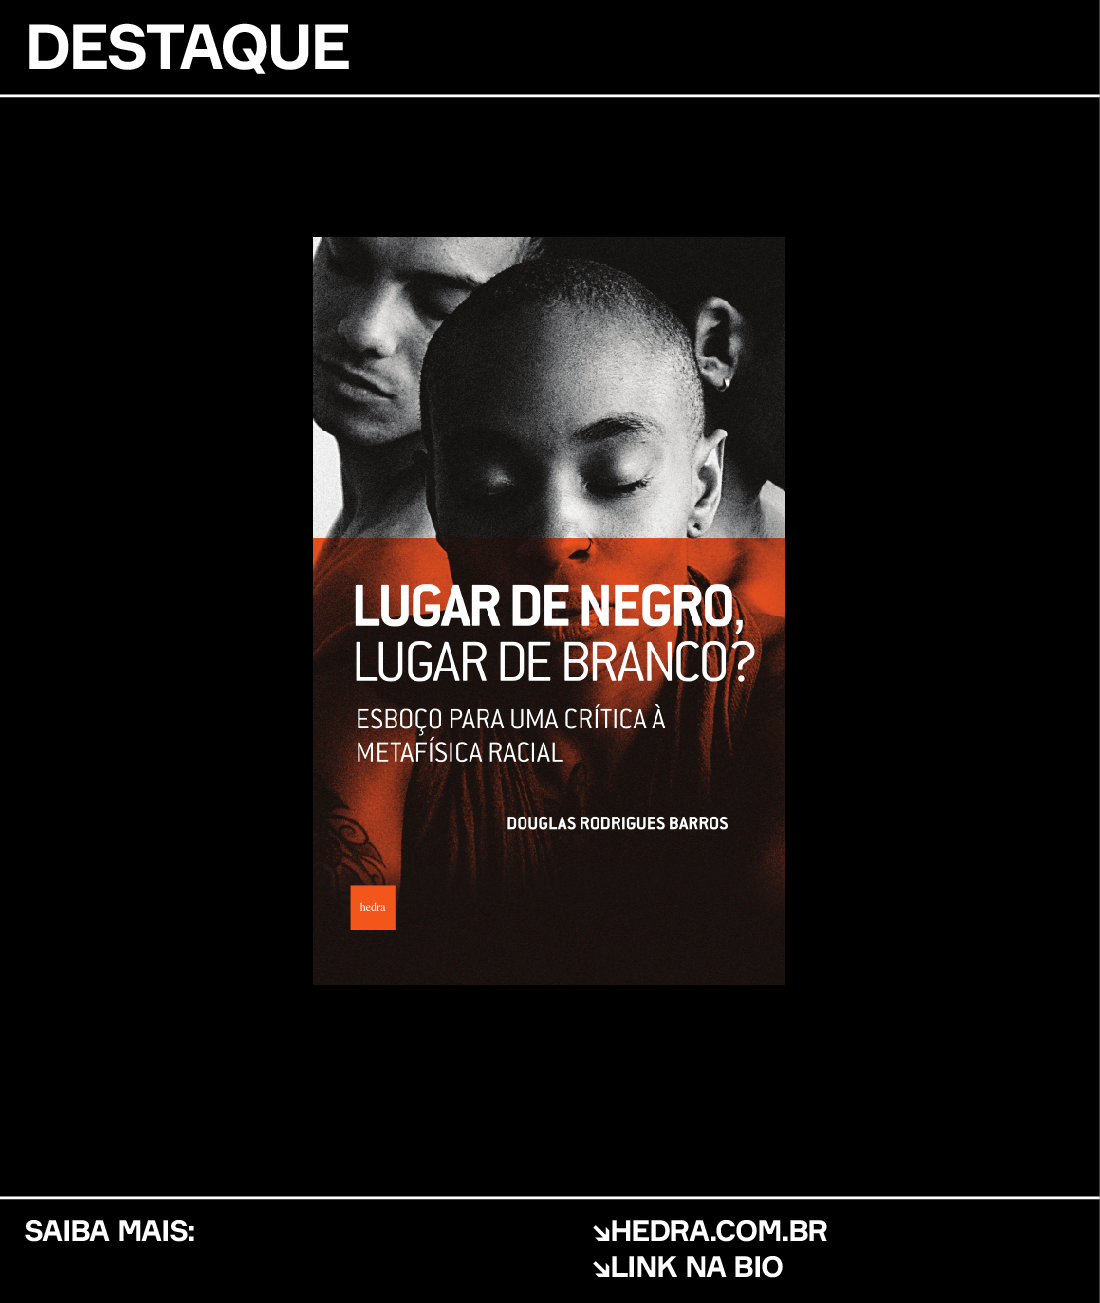 DESTAQUE
LUGAR DE NEGRO,
LUGAR DE BRANCO?
ESBOÇO PARA UMA CRÍTICA À
METAFÍSICA RACIAL
DOUGLAS RODRIGUES BARROS
hedra
SAIBA MAIS:
↘HEDRA.COM.BR
↘LINK NA BIO